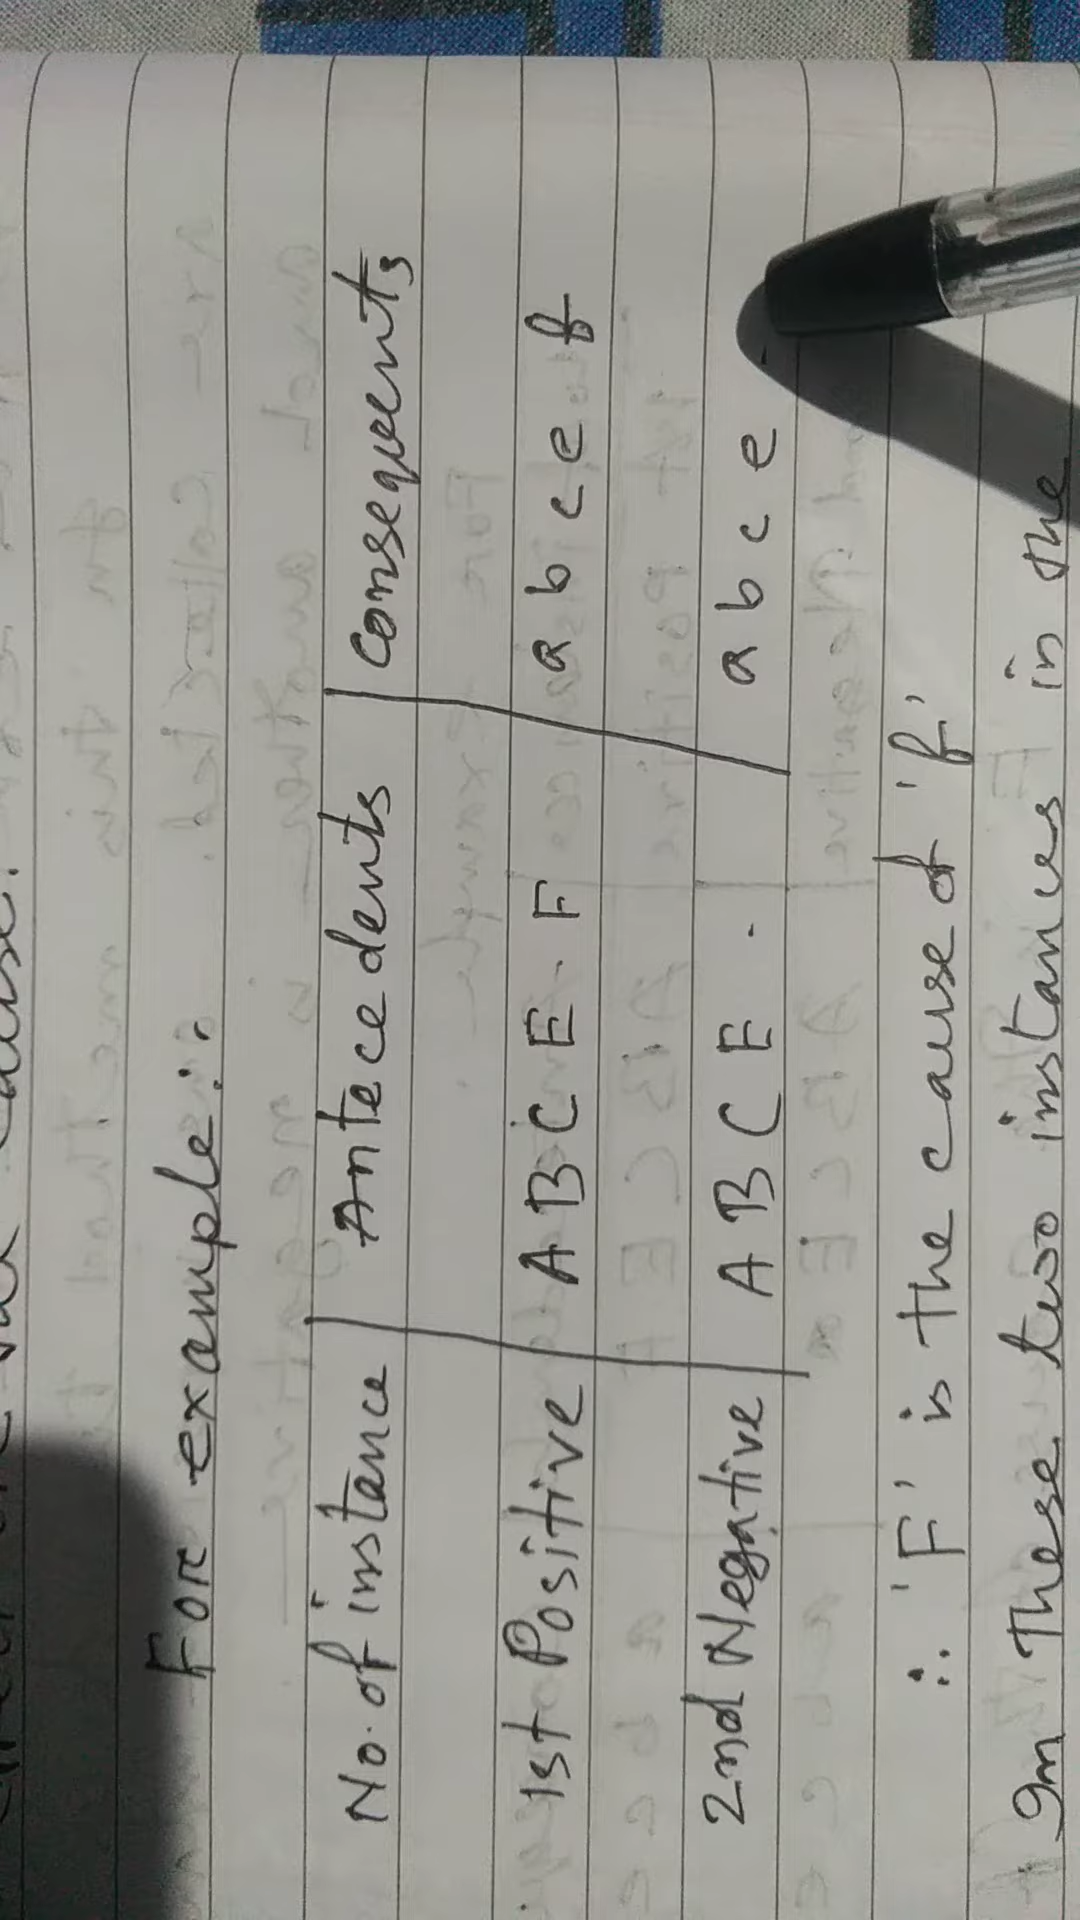 For example:
No. of instance Antecedents Consequents
1st Positive A B C E. F a b c e f
2nd Negative A B C E . a b c e .
∴ 'F' is the cause of 'f'
In These two instances in the